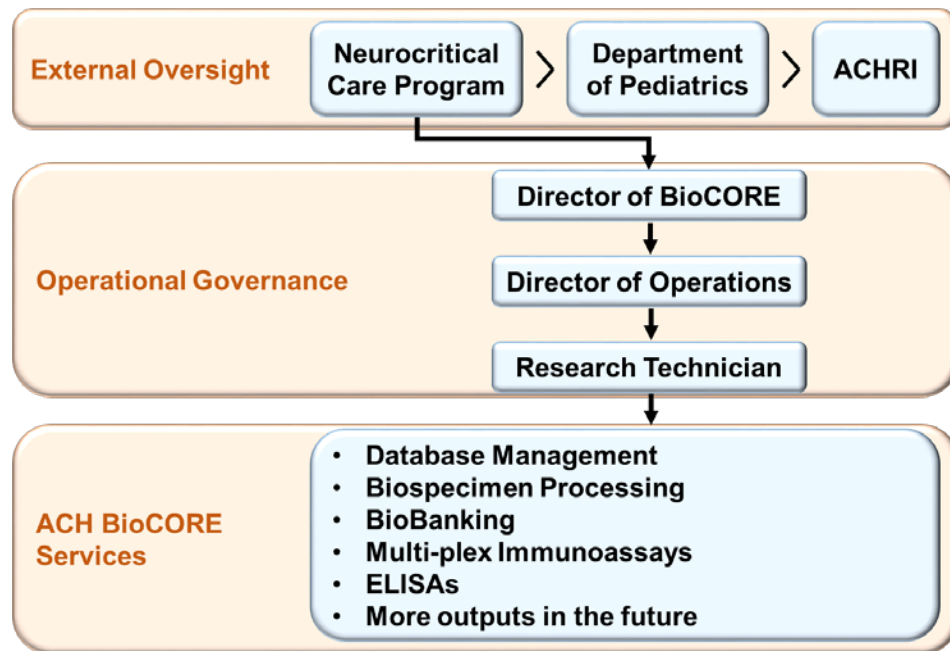 External Oversight
Neurocritical
Care Program
>
Department
of Pediatrics
>
ACHRI
Operational Governance
Director of BioCORE
Director of Operations
Research Technician
ACH BioCORE
Services
• Database Management
• Biospecimen Processing
• BioBanking
• Multi-plex Immunoassays
• ELISAs
• More outputs in the future